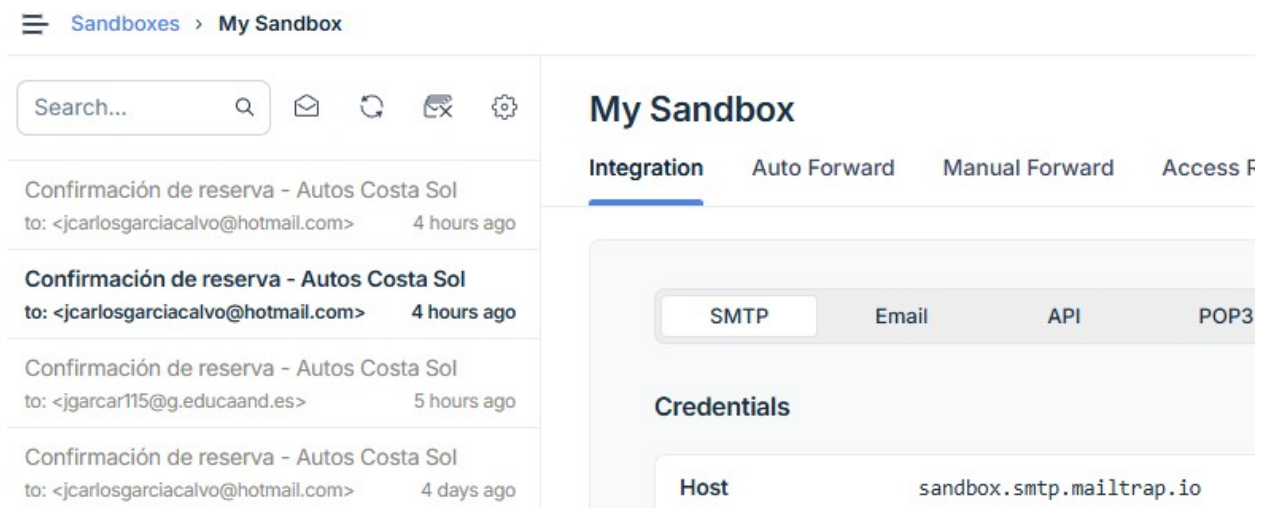 Sandboxes › My Sandbox
Search...
Confirmación de reserva - Autos Costa Sol
to: <jcarlosgarciacalvo@hotmail.com> 4 hours ago
Confirmación de reserva - Autos Costa Sol
to: <jcarlosgarciacalvo@hotmail.com> 4 hours ago
Confirmación de reserva - Autos Costa Sol
to: <jgarcar115@g.educaand.es> 5 hours ago
Confirmación de reserva - Autos Costa Sol
to: <jcarlosgarciacalvo@hotmail.com> 4 days ago
My Sandbox
Integration Auto Forward Manual Forward Access
SMTP Email API POP3
Credentials
Host sandbox.smtp.mailtrap.io